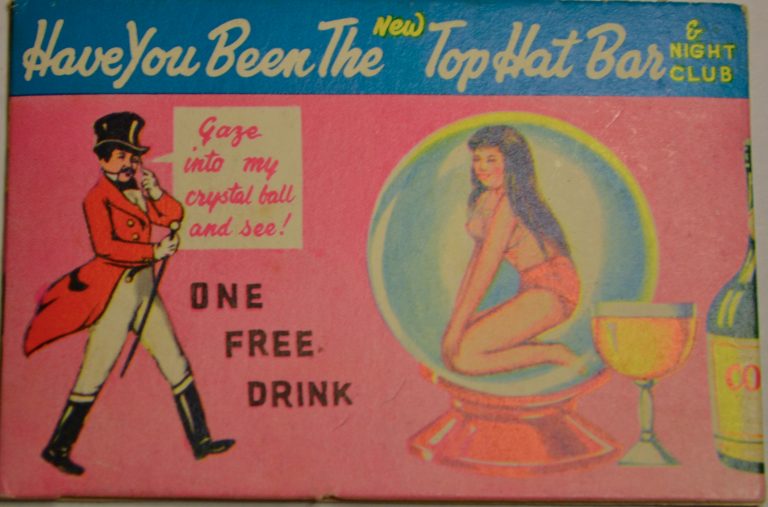 Have You Been The New Top Hat Bar & NIGHT CLUB
Gaze
into my
crystal ball
and see!
ONE
FREE
DRINK
CO